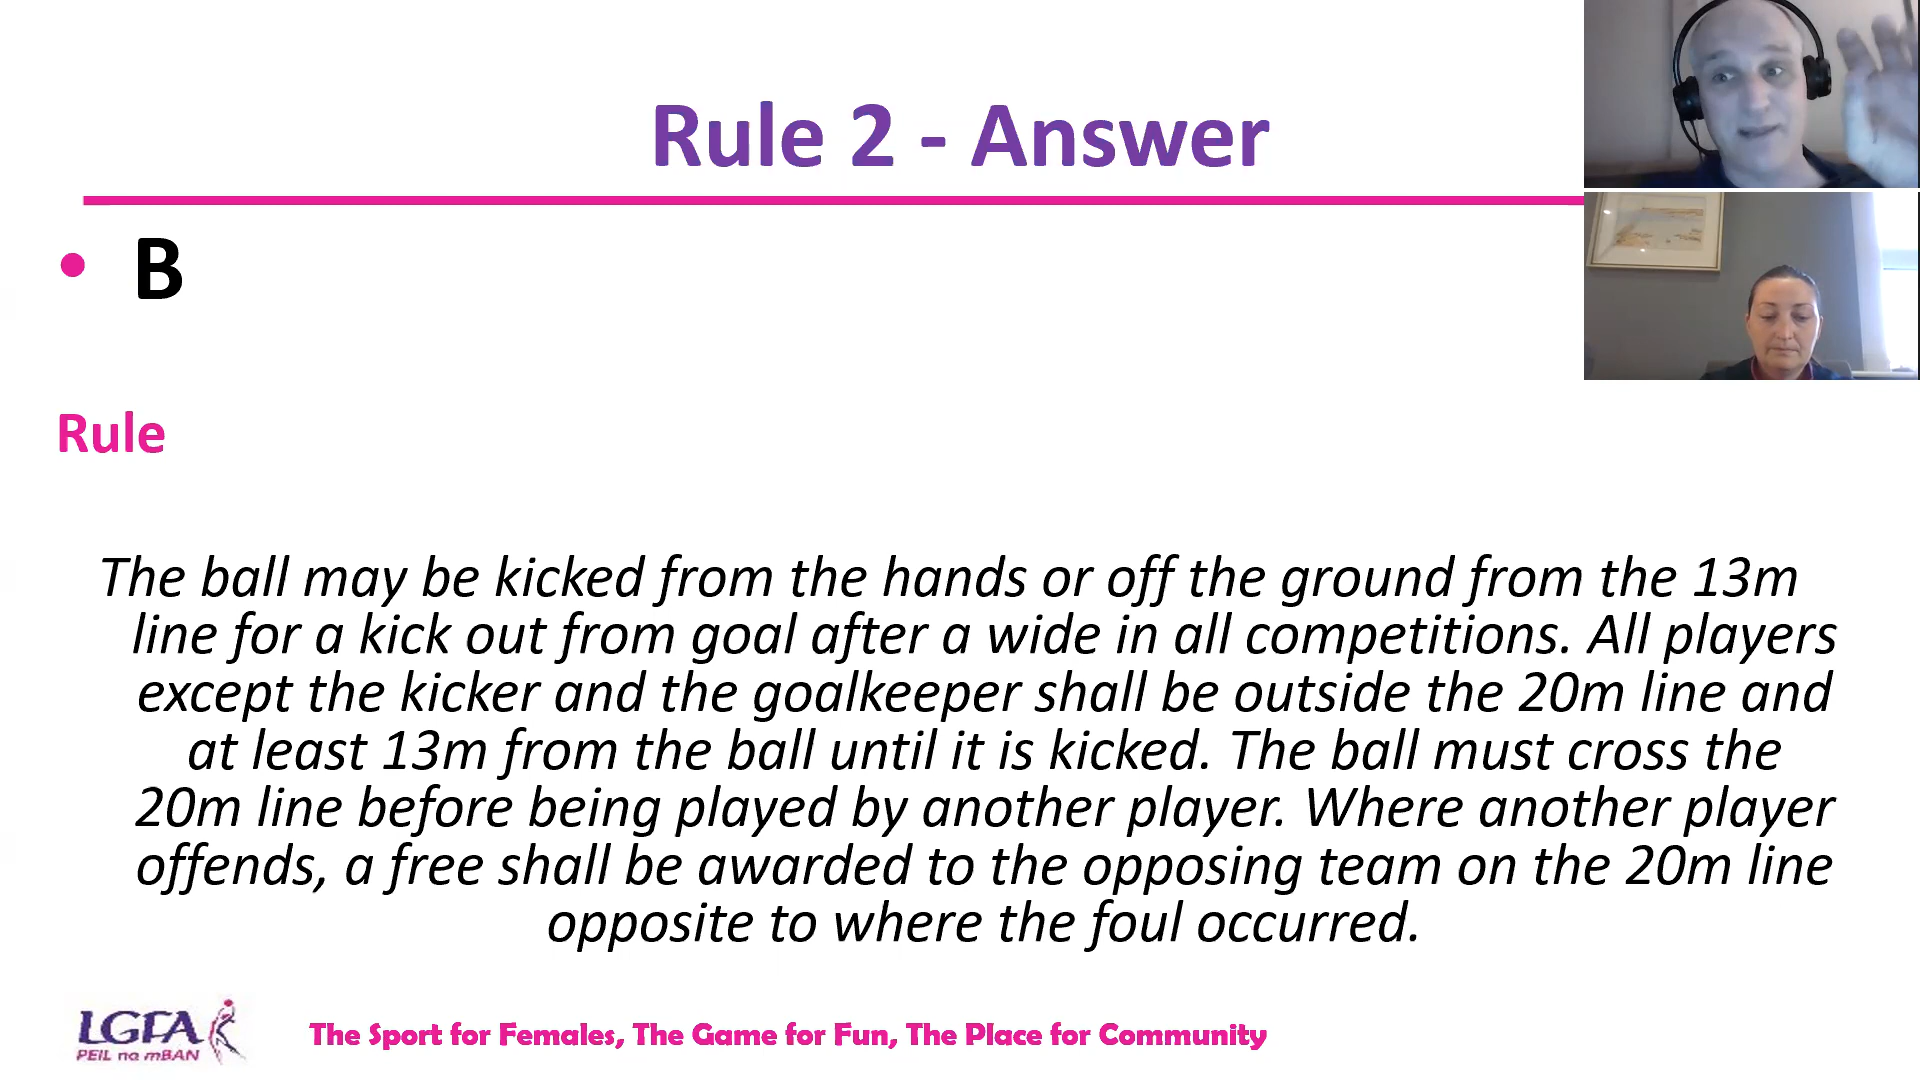 Rule 2 - Answer
• B
Rule
The ball may be kicked from the hands or off the ground from the 13m
line for a kick out from goal after a wide in all competitions. All players
except the kicker and the goalkeeper shall be outside the 20m line and
at least 13m from the ball until it is kicked. The ball must cross the
20m line before being played by another player. Where another player
offends, a free shall be awarded to the opposing team on the 20m line
opposite to where the foul occurred.
LGFA
PEIL na mBAN
The Sport for Females, The Game for Fun, The Place for Community